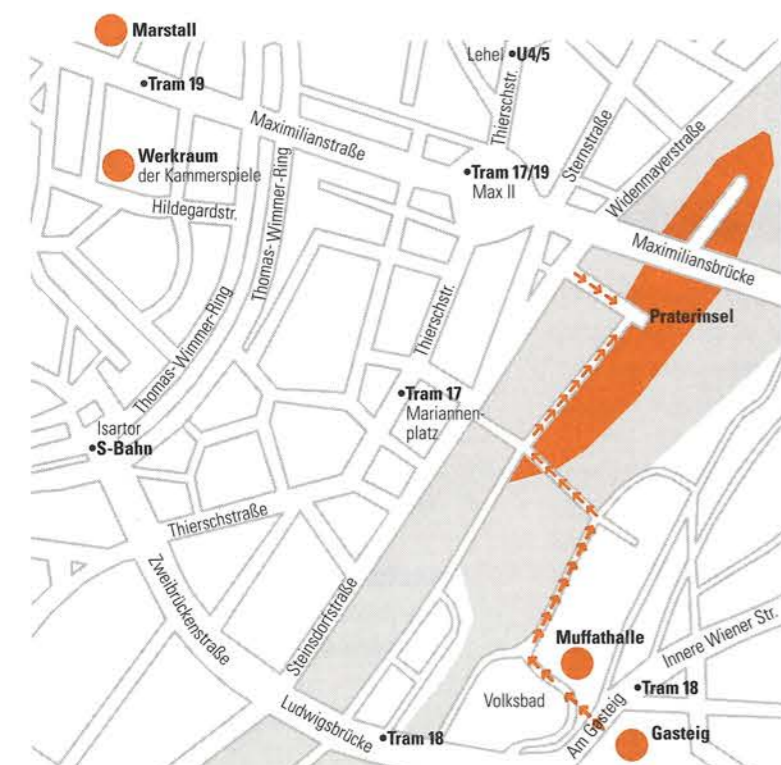 Marstall
•Tram 19
Lehel •U4/5
Thierschstr.
Maximilianstraße
Sternstraße
Widenmayerstraße
Werkraum
der Kammerspiele
Hildegardstr.
Thomas-Wimmer-Ring
Thomas-Wimmer-Ring
•Tram 17/19
Max II
Maximiliansbrücke
Praterinsel
Thierschstr.
•Tram 17
Mariannen-
platz
Isartor
•S-Bahn
Thierschstraße
Zweibrückenstraße
Steinsdorfstraße
Ludwigsbrücke
•Tram 18
Volksbad
Muffathalle
Innere Wiener Str.
•Tram 18
Am Gasteig
Gasteig